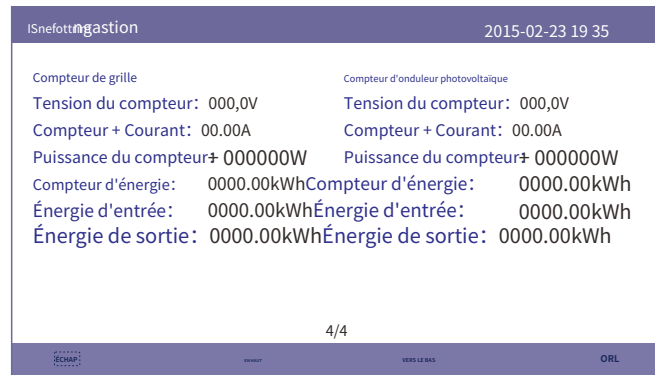 2015-02-23 19 35
Compteur de grille
Compteur d'onduleur photovoltaïque
Tension du compteur: 000,0V
Tension du compteur: 000,0V
Compteur + Courant: 00.00A
Compteur + Courant: 00.00A
Puissance du compteur: + 000000W
Puissance du compteur: + 000000W
Compteur d'énergie: 0000.00kWh
Compteur d'énergie: 0000.00kWh
Énergie d'entrée: 0000.00kWh
Énergie d'entrée: 0000.00kWh
Énergie de sortie: 0000.00kWh
Énergie de sortie: 0000.00kWh
4/4
ÉCHAP
VERS LE BAS
ORL